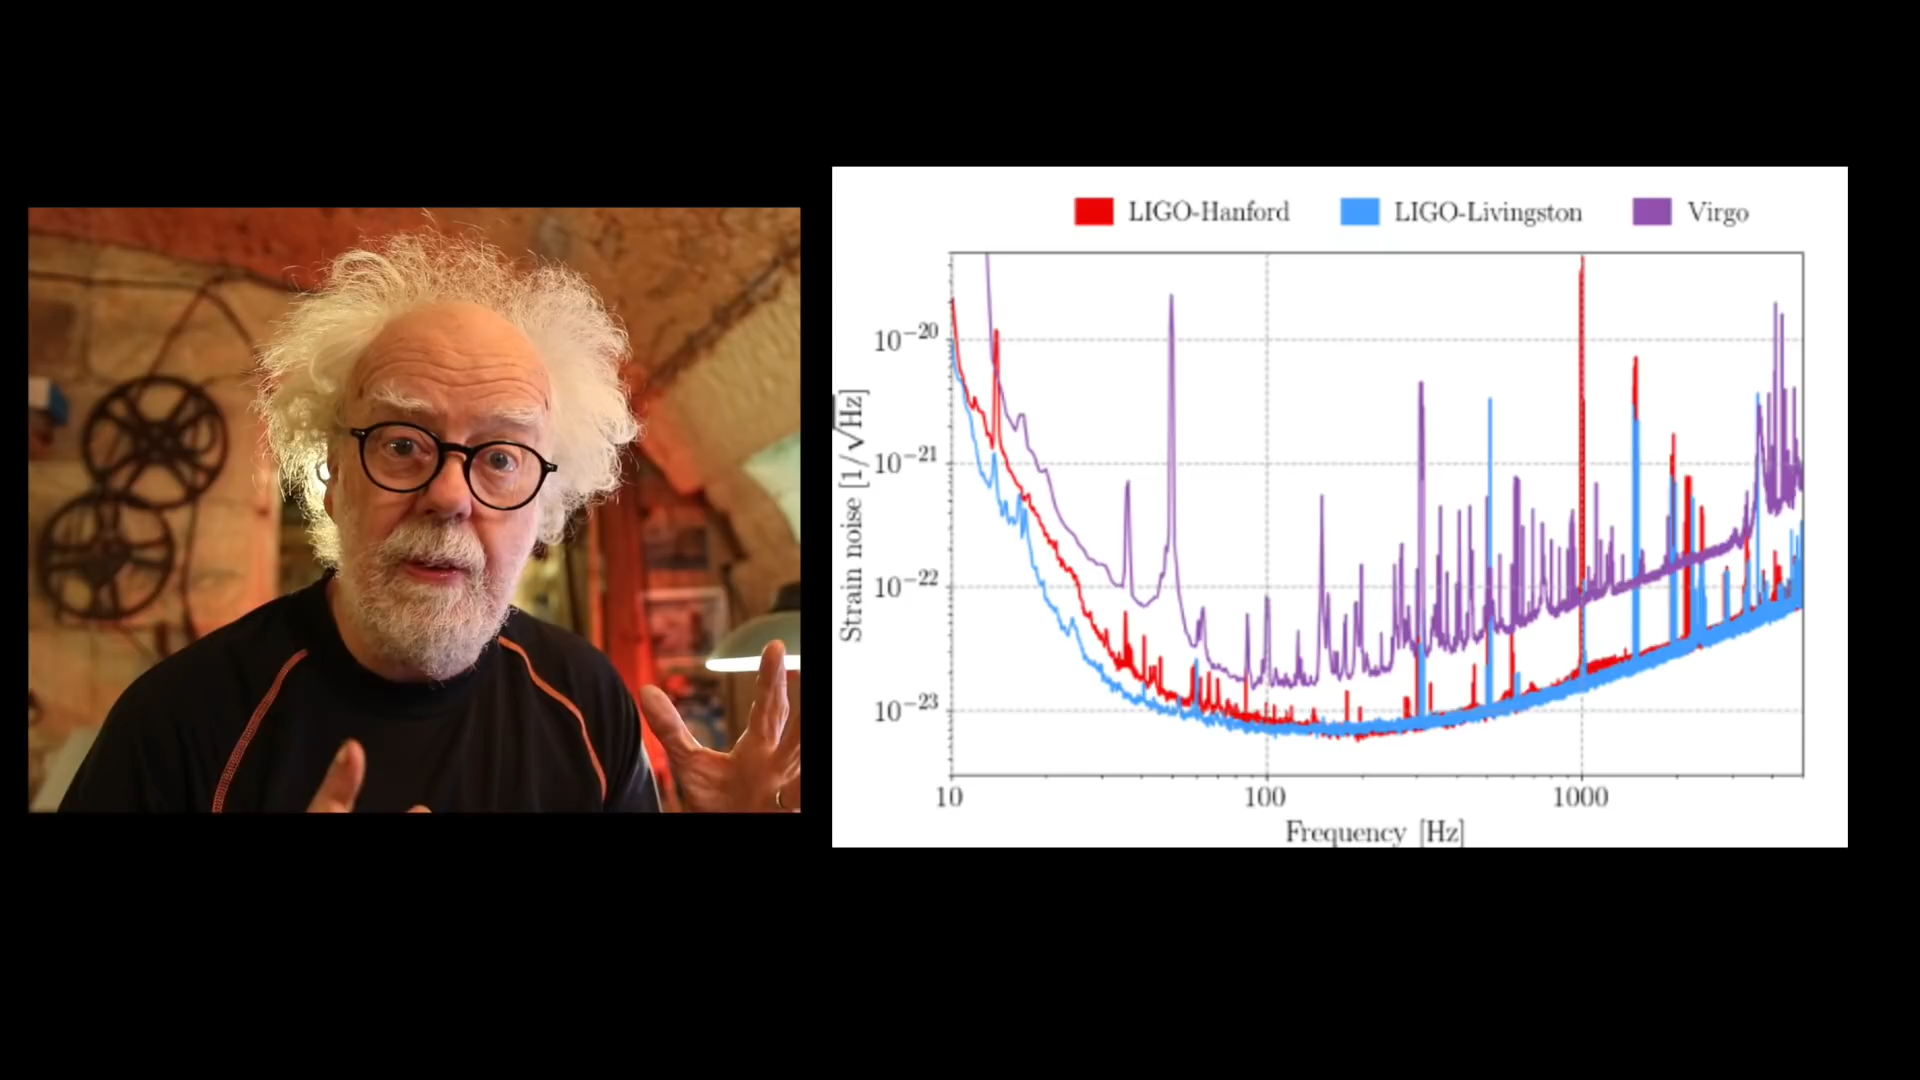 LIGO-Hanford LIGO-Livingston Virgo
10−20
10−21
10−22
10−23
Strain noise [1/√Hz]
10 100 1000
Frequency [Hz]